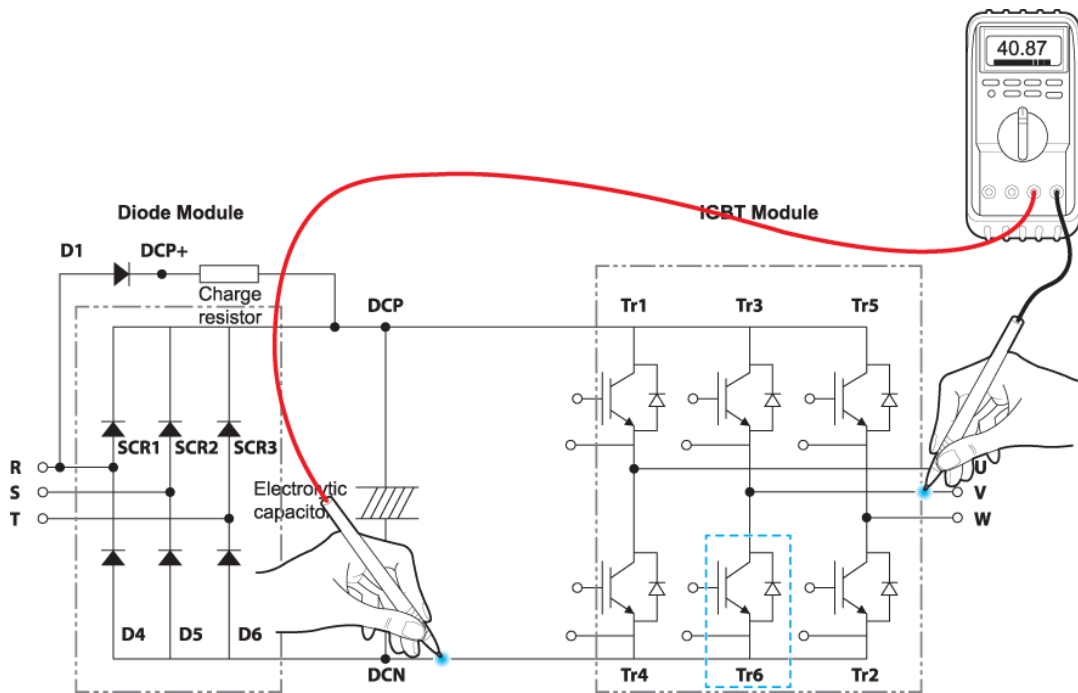 40.87
Diode Module
IGBT Module
D1
DCP+
Charge
resistor
DCP
Tr1
Tr3
Tr5
SCR1
SCR2
SCR3
R
S
T
Electrolytic
capacitor
U
V
W
D4
D5
D6
DCN
Tr4
Tr6
Tr2